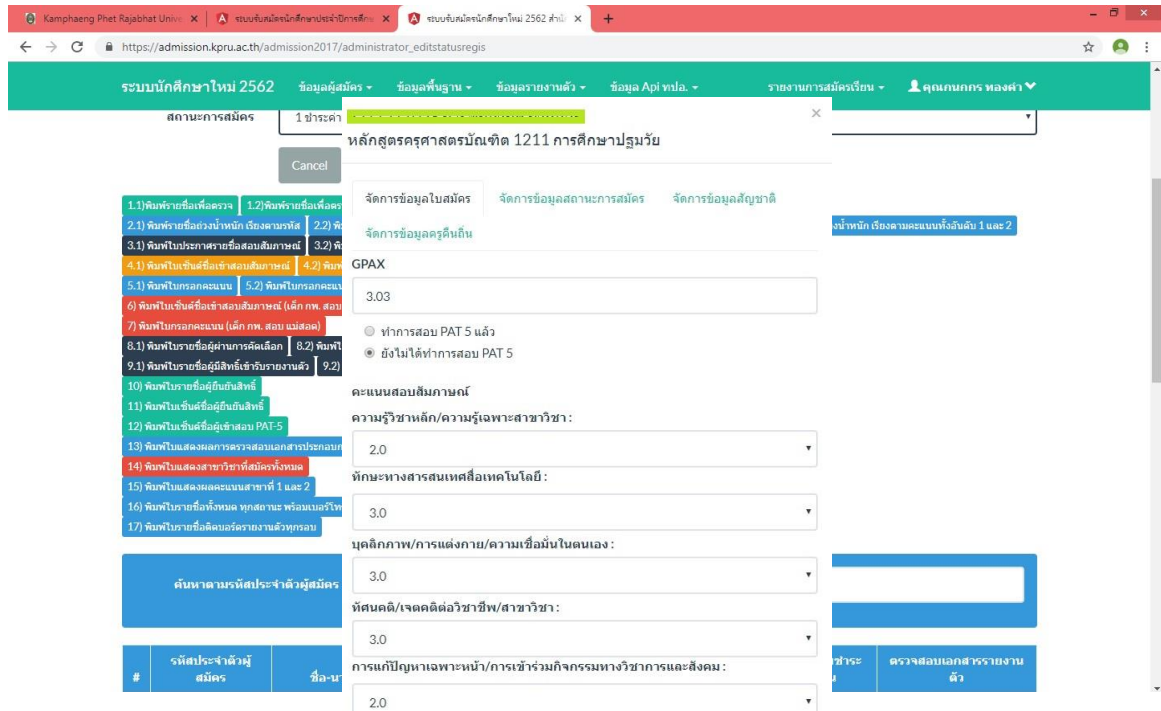 Kamphaeng Phet Rajabhat Unive
ระบบรับสมัครนักศึกษาประจำปีการศึกษ
ระบบรับสมัครนักศึกษาใหม่ 2562 สำนั
https://admission.kpru.ac.th/admission2017/administrator_editstatusregis
ระบบนักศึกษาใหม่ 2562 ข้อมูลผู้สมัคร ข้อมูลพื้นฐาน ข้อมูลรายงานตัว ข้อมูล Api ทปล. รายงานการสมัครเรียน คุณกนกกร ทองคำ
สถานะการสมัคร 1 ชำระค่า
×
หลักสูตรครุศาสตรบัณฑิต 1211 การศึกษาปฐมวัย
Cancel
จัดการข้อมูลใบสมัคร จัดการข้อมูลสถานะการสมัคร จัดการข้อมูลสัญชาติ
จัดการข้อมูลครูคืนถิ่น
1.1)พิมพ์รายชื่อเพื่อตรวจ 1.2)พิมพ์รายชื่อเพื่อตร
2.1) พิมพ์รายชื่อถ่วงน้ำหนัก เรียงตามรหัส 2.2) พิ
งน้ำหนัก เรียงตามคะแนนทั้งอันดับ 1 และ 2
3.1) พิมพ์ใบประกาศรายชื่อสอบสัมภาษณ์ 3.2) พิ
4.1) พิมพ์ใบเซ็นต์ชื่อเข้าสอบสัมภาษณ์ 4.2) พิมพ
5.1) พิมพ์ใบกรอกคะแนน 5.2) พิมพ์ใบกรอกคะแน
6) พิมพ์ใบเซ็นต์ชื่อเข้าสอบสัมภาษณ์ (เด็ก กพ. สอบ
7) พิมพ์ใบกรอกคะแนน (เด็ก กพ. สอบ แม่สอด)
8.1) พิมพ์ใบรายชื่อผู้ผ่านการคัดเลือก 8.2) พิมพ์ใ
9.1) พิมพ์ใบรายชื่อผู้มีสิทธิ์เข้ารับรายงานตัว 9.2)
10) พิมพ์ใบรายชื่อผู้ยืนยันสิทธิ์
11) พิมพ์ใบเซ็นต์ชื่อผู้ยืนยันสิทธิ์
12) พิมพ์ใบเซ็นต์ชื่อผู้เข้าสอบ PAT-5
13) พิมพ์ใบแสดงผลการตรวจสอบเอกสารประกอบก
14) พิมพ์ใบแสดงสาขาวิชาที่สมัครทั้งหมด
15) พิมพ์ใบแสดงผลคะแนนสาขาที่ 1 และ 2
16) พิมพ์ใบรายชื่อทั้งหมด ทุกสถานะ พร้อมเบอร์โทร
17) พิมพ์ใบรายชื่อติดบอร์ดรายงานตัวทุกรอบ
GPAX
3.03
ทำการสอบ PAT 5 แล้ว
ยังไม่ได้ทำการสอบ PAT 5
คะแนนสอบสัมภาษณ์
ความรู้วิชาหลัก/ความรู้เฉพาะสาขาวิชา :
2.0
ทักษะทางสารสนเทศสื่อเทคโนโลยี :
3.0
บุคลิกภาพ/การแต่งกาย/ความเชื่อมั่นในตนเอง :
3.0
ทัศนคติ/เจตคติต่อวิชาชีพ/สาขาวิชา :
3.0
การแก้ปัญหาเฉพาะหน้า/การเข้าร่วมกิจกรรมทางวิชาการและสังคม :
2.0
ค้นหาตามรหัสประจำตัวผู้สมัคร
# รหัสประจำตัวผู้สมัคร ชื่อ-นา ชำระ ตรวจสอบเอกสารรายงานตัว